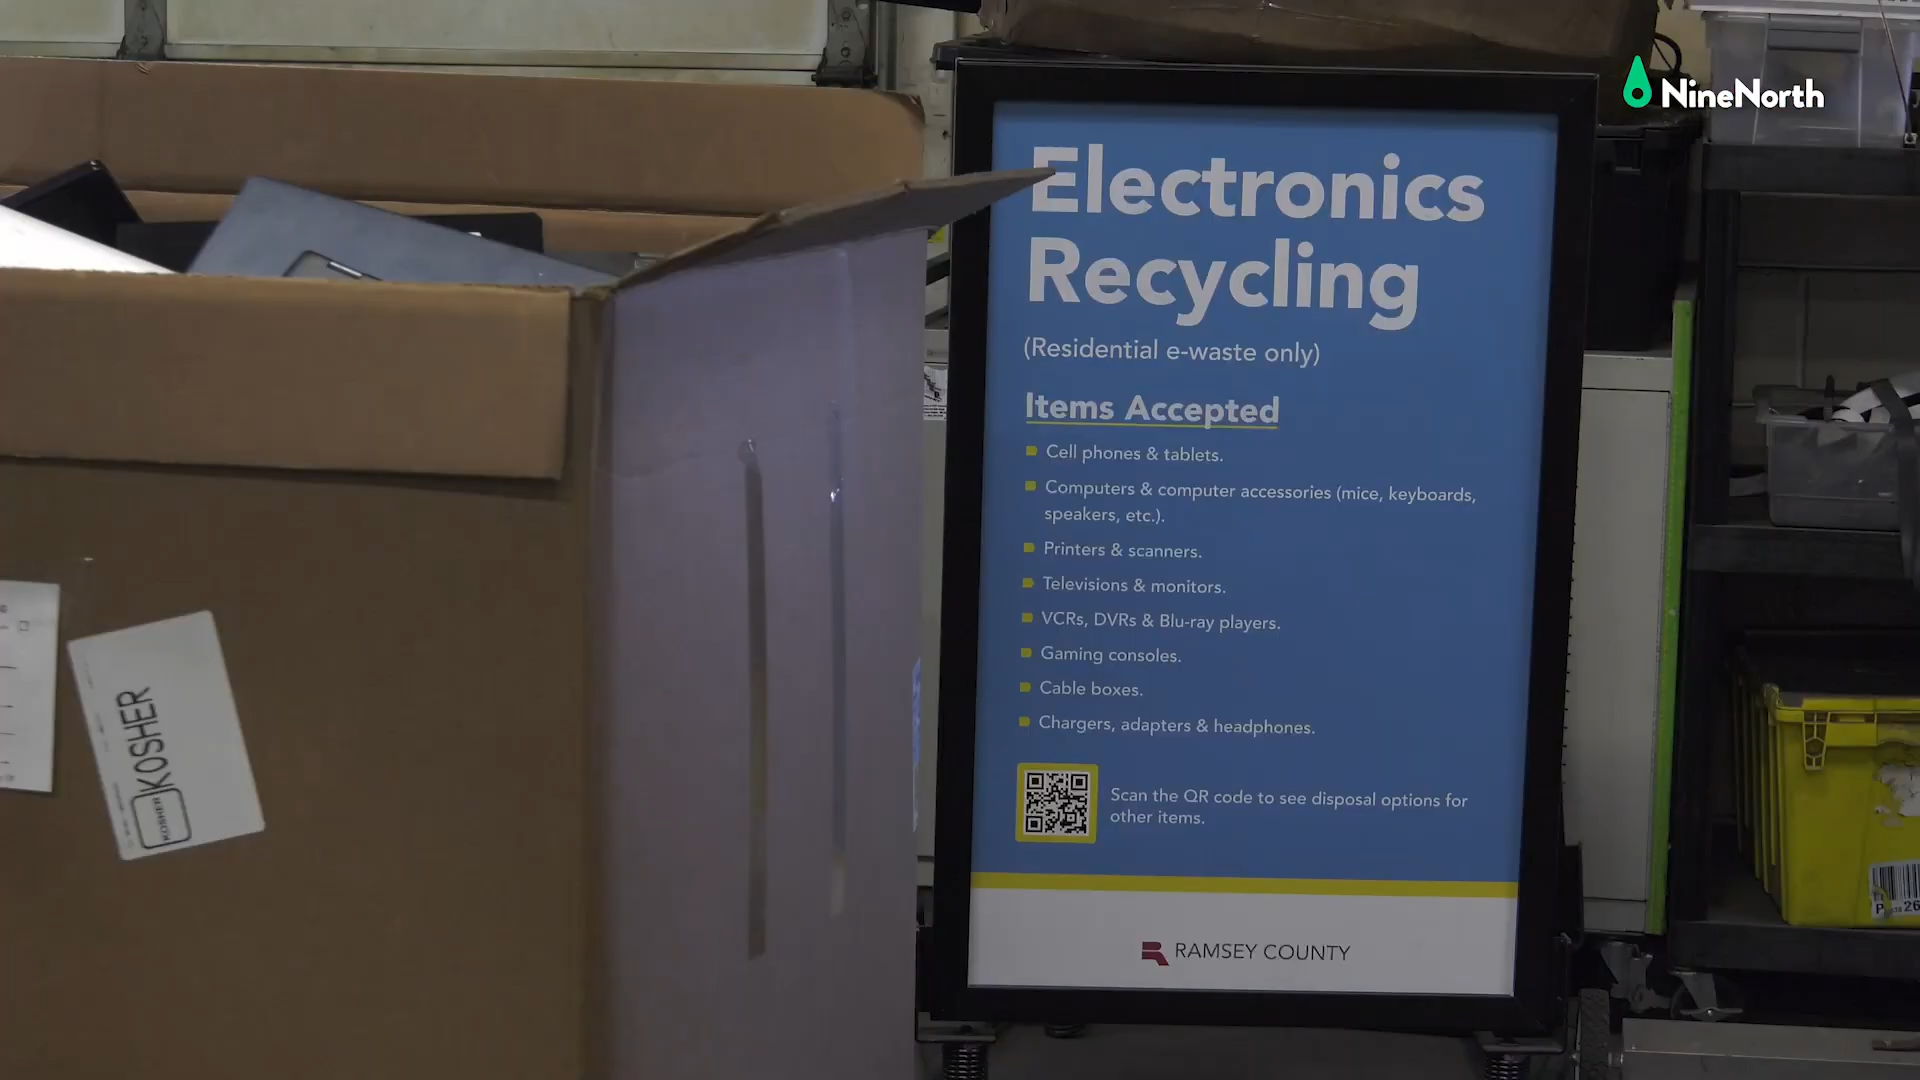 NineNorth
Electronics
Recycling
(Residential e-waste only)
Items Accepted
Cell phones & tablets.
Computers & computer accessories (mice, keyboards,
speakers, etc.).
Printers & scanners.
Televisions & monitors.
VCRs, DVRs & Blu-ray players.
Gaming consoles.
Cable boxes.
Chargers, adapters & headphones.
Scan the QR code to see disposal options for
other items.
RAMSEY COUNTY
KOSHER
KOSHER